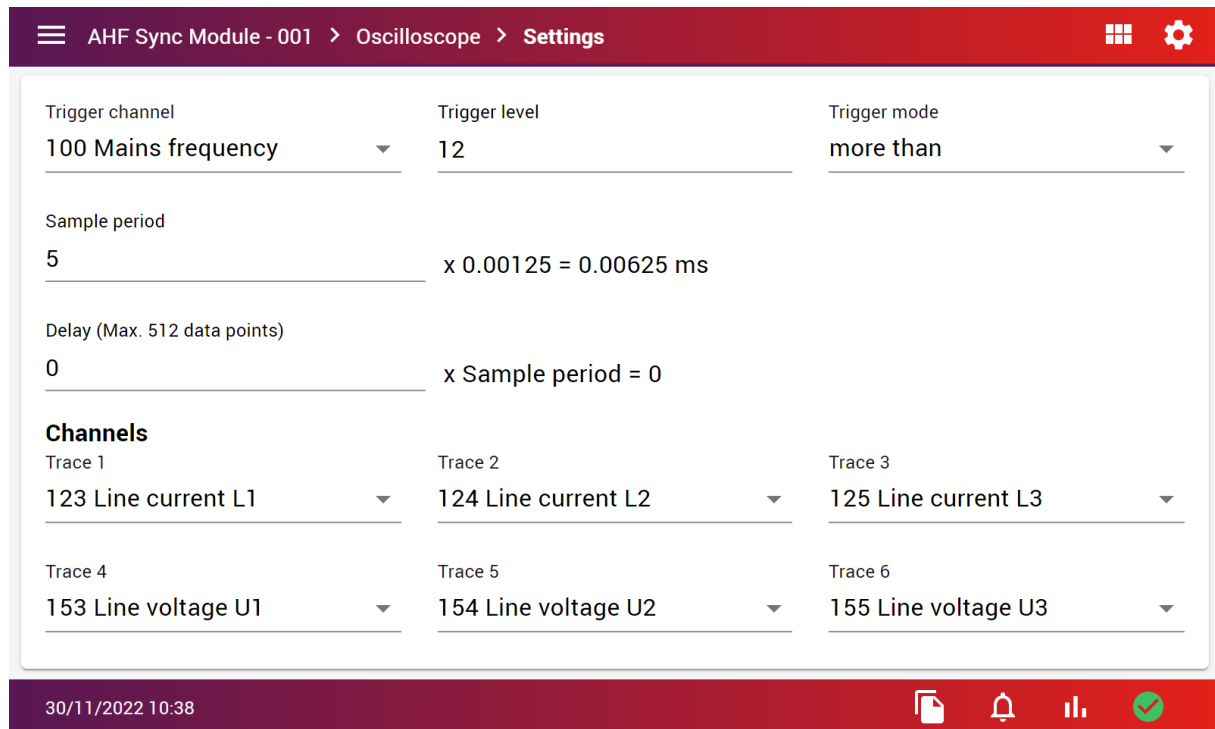 AHF Sync Module - 001 > Oscilloscope > Settings
Trigger channel
Trigger level
Trigger mode
100 Mains frequency
12
more than
Sample period
5
x 0.00125 = 0.00625 ms
Delay (Max. 512 data points)
0
x Sample period = 0
Channels
Trace 1
Trace 2
Trace 3
123 Line current L1
124 Line current L2
125 Line current L3
Trace 4
Trace 5
Trace 6
153 Line voltage U1
154 Line voltage U2
155 Line voltage U3
30/11/2022 10:38